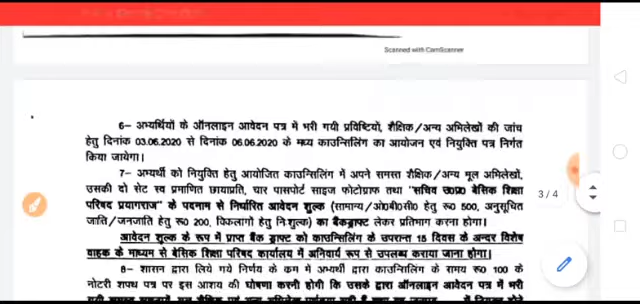 Scanned with CamScanner
6– अभ्यर्थियों के ऑनलाइन आवेदन पत्र में भरी गयी प्रविष्टियों, शैक्षिक/अन्य अभिलेखों की जांच
हेतु दिनांक 03.06.2020 से दिनांक 06.06.2020 के मध्य काउन्सिलिंग का आयोजन एवं नियुक्ति पत्र निर्गत
किया जायेगा।
7– अभ्यर्थी को नियुक्ति हेतु आयोजित काउन्सिलिंग में अपने समस्त शैक्षिक/अन्य मूल अभिलेखों,
उसकी दो सेट स्व प्रमाणित छायाप्रति, चार पासपोर्ट साइज फोटोग्राफ तथा "सचिव उ0प्र0 बेसिक शिक्षा
परिषद प्रयागराज" के पदनाम से निर्धारित आवेदन शुल्क (सामान्य/ओ0बी0सी0 हेतु रू0 500, अनुसूचित
जाति/जनजाति हेतु रू0 200, विकलांगो हेतु निःशुल्क) का बैंकड्राफ्ट लेकर प्रतिभाग करना होगा।
3 / 4
आवेदन शुल्क के रूप में प्राप्त बैंक ड्राफ्ट को काउन्सिलिंग के उपरान्त 15 दिवस के अन्दर विशेष
वाहक के माध्यम से बेसिक शिक्षा परिषद कार्यालय में अनिवार्य रूप से उपलब्ध कराया जाना होगा।
8– शासन द्वारा लिये गये निर्णय के कम में अभ्यर्थी द्वारा काउन्सिलिंग के समय रू0 100 के
नोटरी शपथ पत्र पर इस आशय की घोषणा करनी होगी कि उसके द्वारा ऑनलाइन आवेदन पत्र में भरी